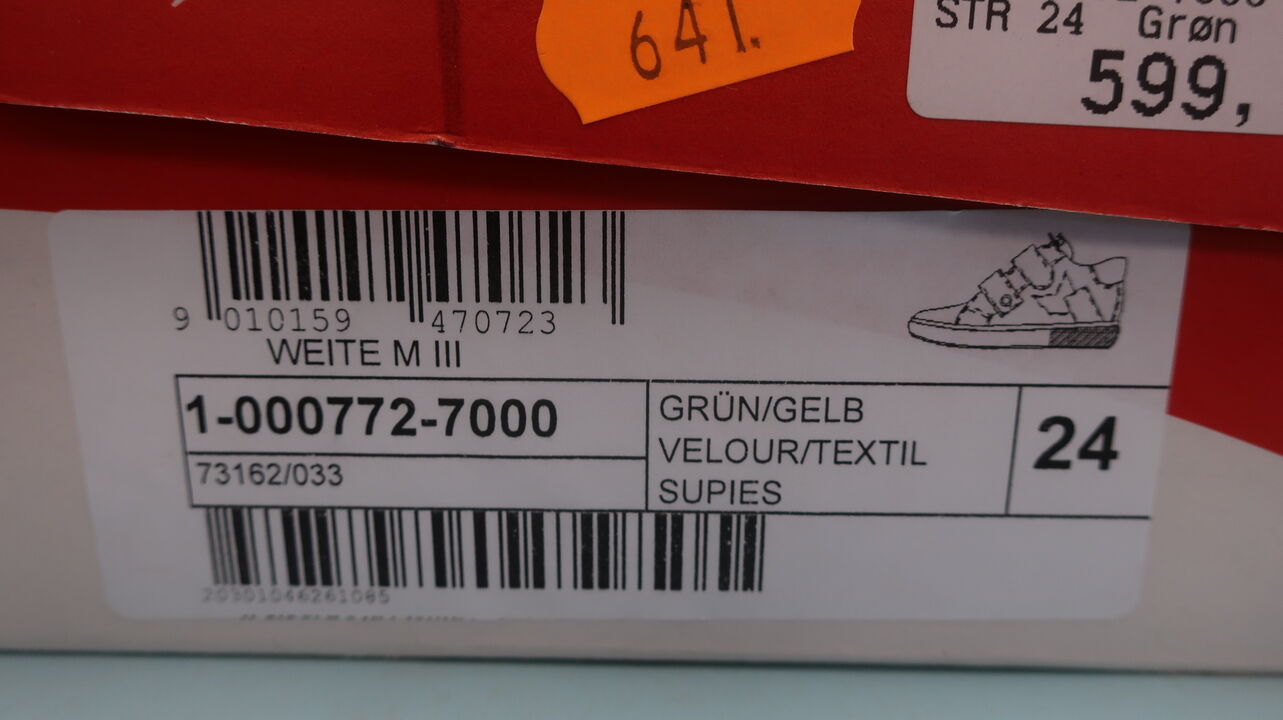 641.
STR 24 Grøn
599,
9 010159 470723
WEITE M III
1-000772-7000
73162/033
GRÜN/GELB
VELOUR/TEXTIL
SUPIES
24
20301046261085